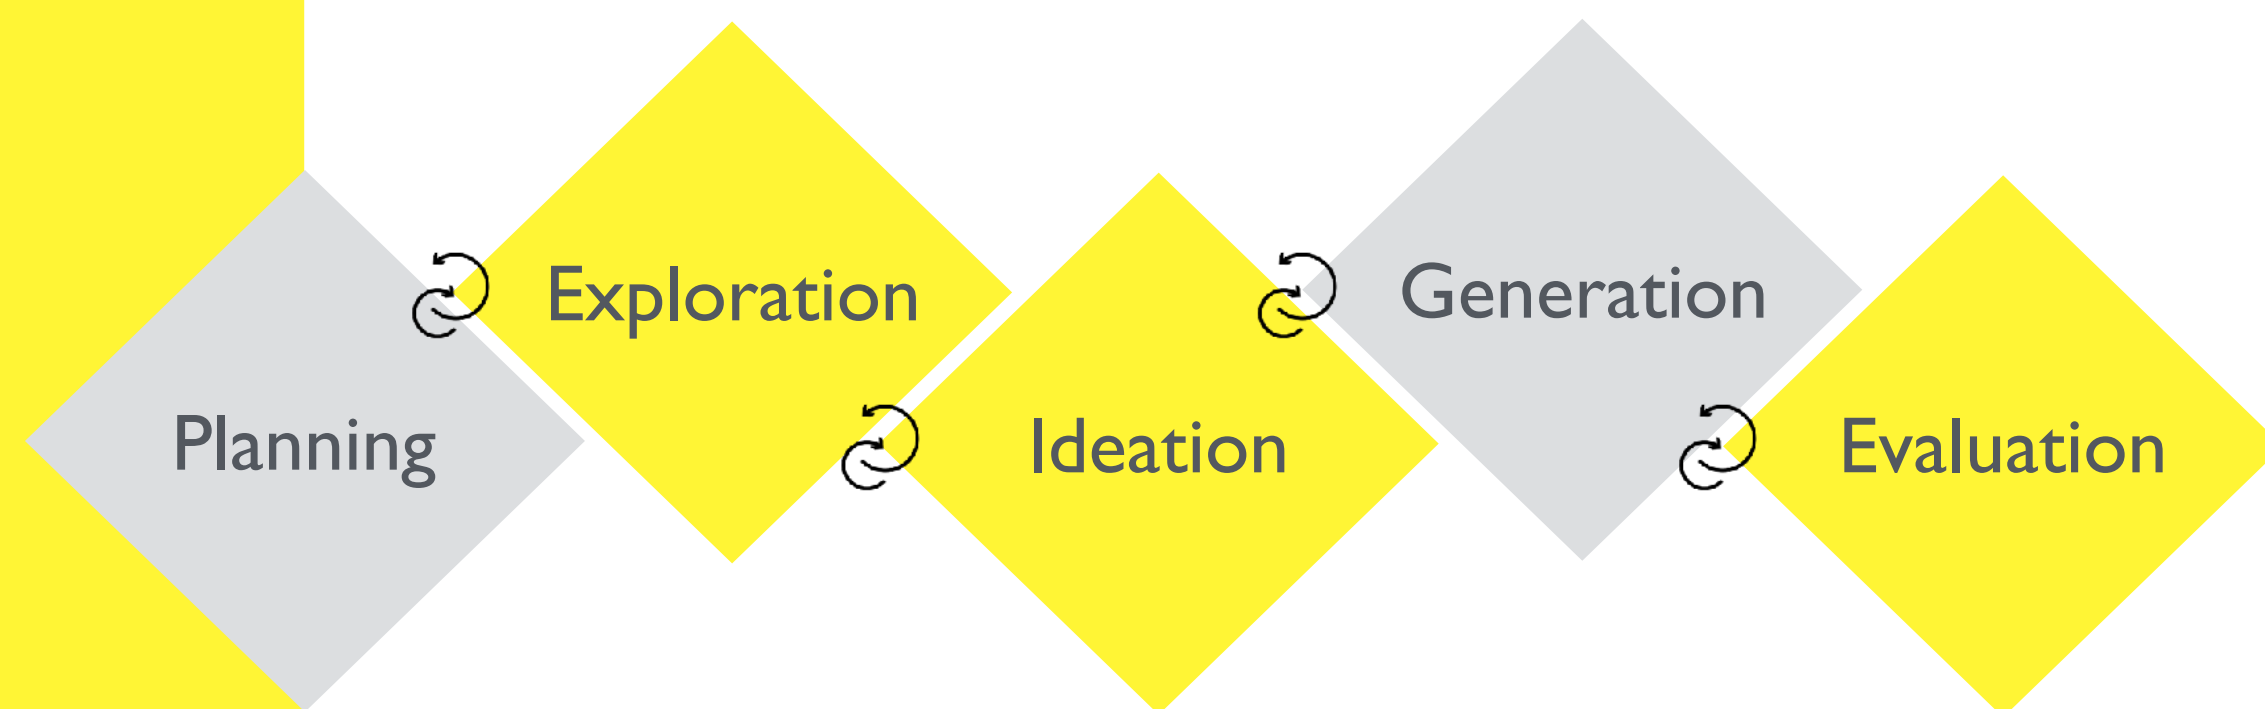 Planning
Exploration
Ideation
Generation
Evaluation